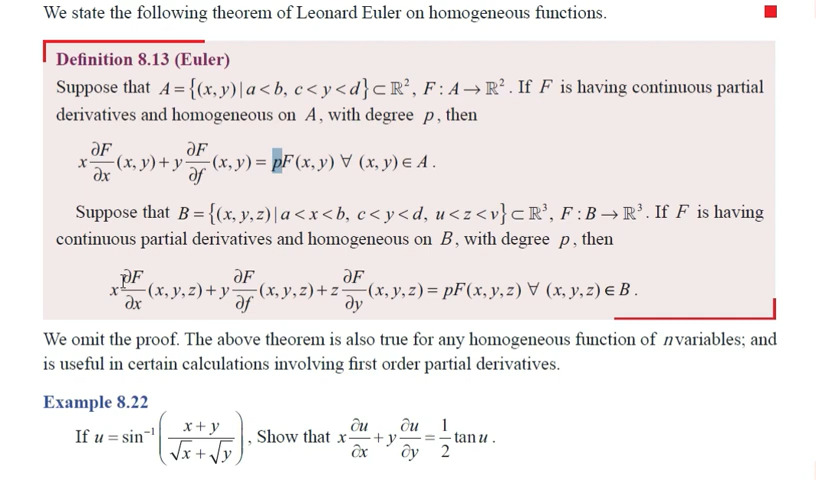 We state the following theorem of Leonard Euler on homogeneous functions.
Definition 8.13 (Euler)
Suppose that A = {(x, y) | a < b, c < y < d} ⊂ ℝ², F : A → ℝ². If F is having continuous partial
derivatives and homogeneous on A, with degree p, then
x ∂F/∂x (x, y) + y ∂F/∂f (x, y) = pF(x, y) ∀ (x, y) ∈ A.
Suppose that B = {(x, y, z) | a < x < b, c < y < d, u < z < v} ⊂ ℝ³, F : B → ℝ³. If F is having
continuous partial derivatives and homogeneous on B, with degree p, then
x ∂F/∂x (x, y, z) + y ∂F/∂f (x, y, z) + z ∂F/∂y (x, y, z) = pF(x, y, z) ∀ (x, y, z) ∈ B.
We omit the proof. The above theorem is also true for any homogeneous function of n variables; and
is useful in certain calculations involving first order partial derivatives.
Example 8.22
If u = sin⁻¹((x + y)/(√x + √y)), Show that x ∂u/∂x + y ∂u/∂y = 1/2 tan u.